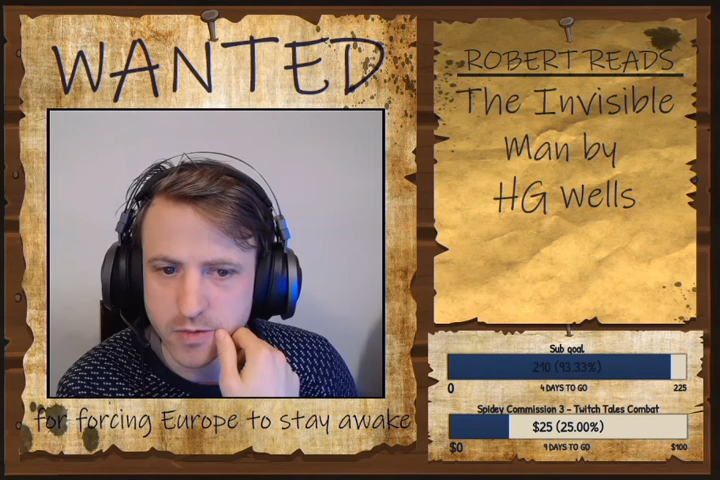 WANTED
for forcing Europe to stay awake
ROBERT READS
The Invisible
Man by
HG Wells
Sub goal
210 (93.33%)
0 4 DAYS TO GO 225
Spidey Commission 3 - Twitch Tales Combat
$25 (25.00%)
$0 9 DAYS TO GO $100